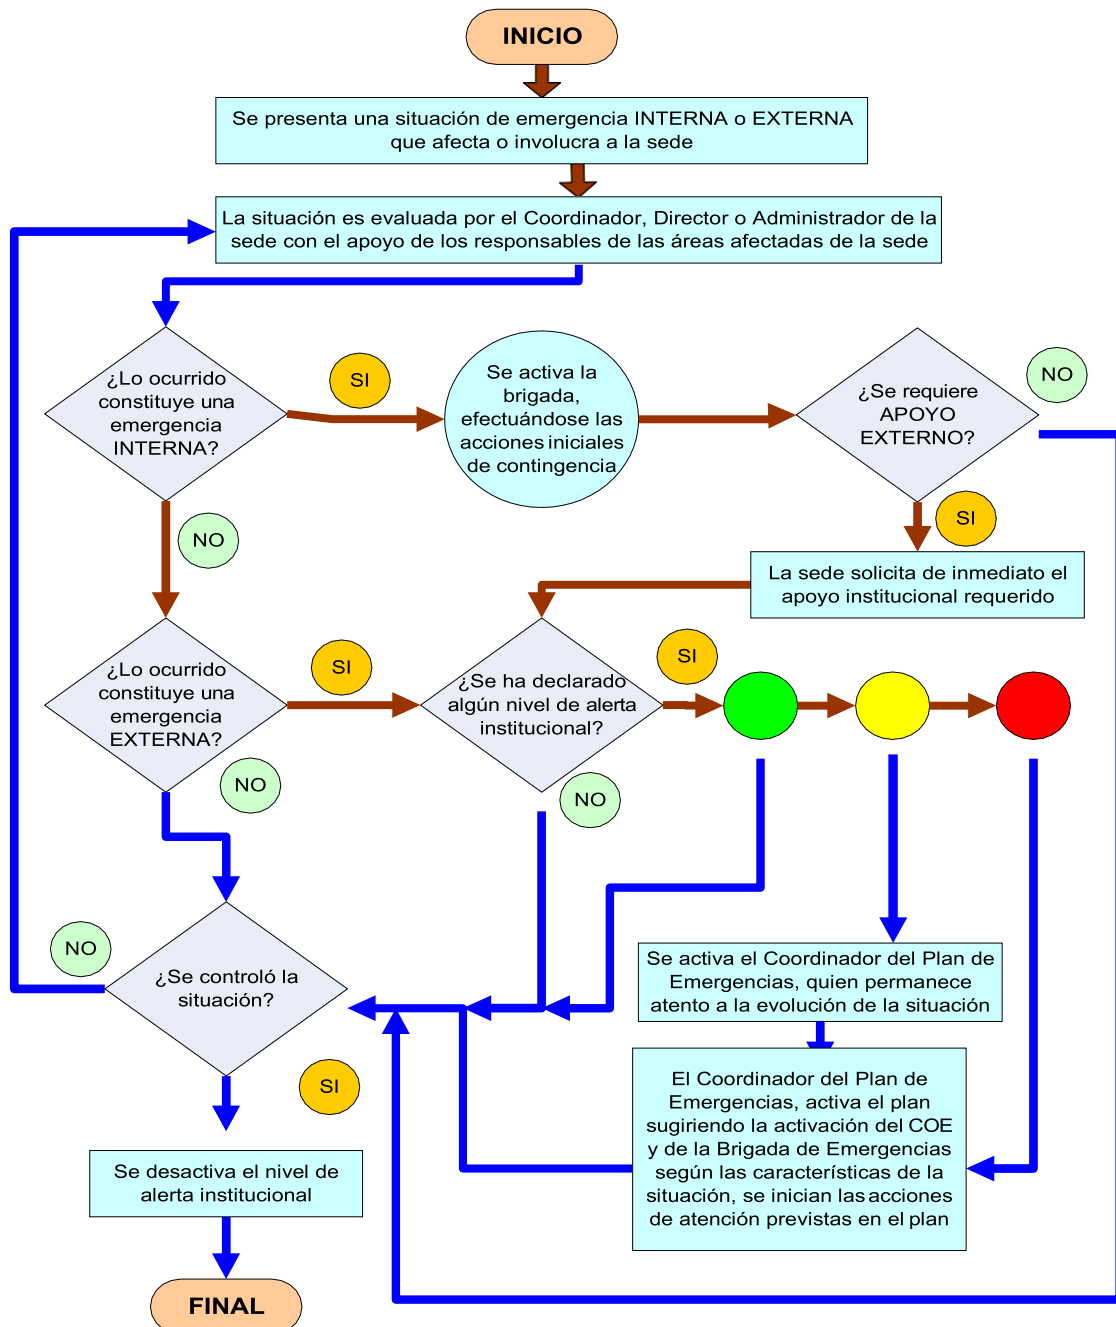 INICIO
Se presenta una situación de emergencia INTERNA o EXTERNA
que afecta o involucra a la sede
La situación es evaluada por el Coordinador, Director o Administrador de la
sede con el apoyo de los responsables de las áreas afectadas de la sede
¿Lo ocurrido
constituye una
emergencia
INTERNA?
SI
Se activa la
brigada,
efectuándose las
acciones iniciales
de contingencia
¿Se requiere
APOYO
EXTERNO?
NO
NO
SI
La sede solicita de inmediato el
apoyo institucional requerido
¿Lo ocurrido
constituye una
emergencia
EXTERNA?
SI
¿Se ha declarado
algún nivel de alerta
institucional?
SI
NO
NO
NO
¿Se controló la
situación?
Se activa el Coordinador del Plan de
Emergencias, quien permanece
atento a la evolución de la situación
SI
El Coordinador del Plan de
Emergencias, activa el plan
sugiriendo la activación del COE
y de la Brigada de Emergencias
según las características de la
situación, se inician las acciones
de atención previstas en el plan
Se desactiva el nivel de
alerta institucional
FINAL